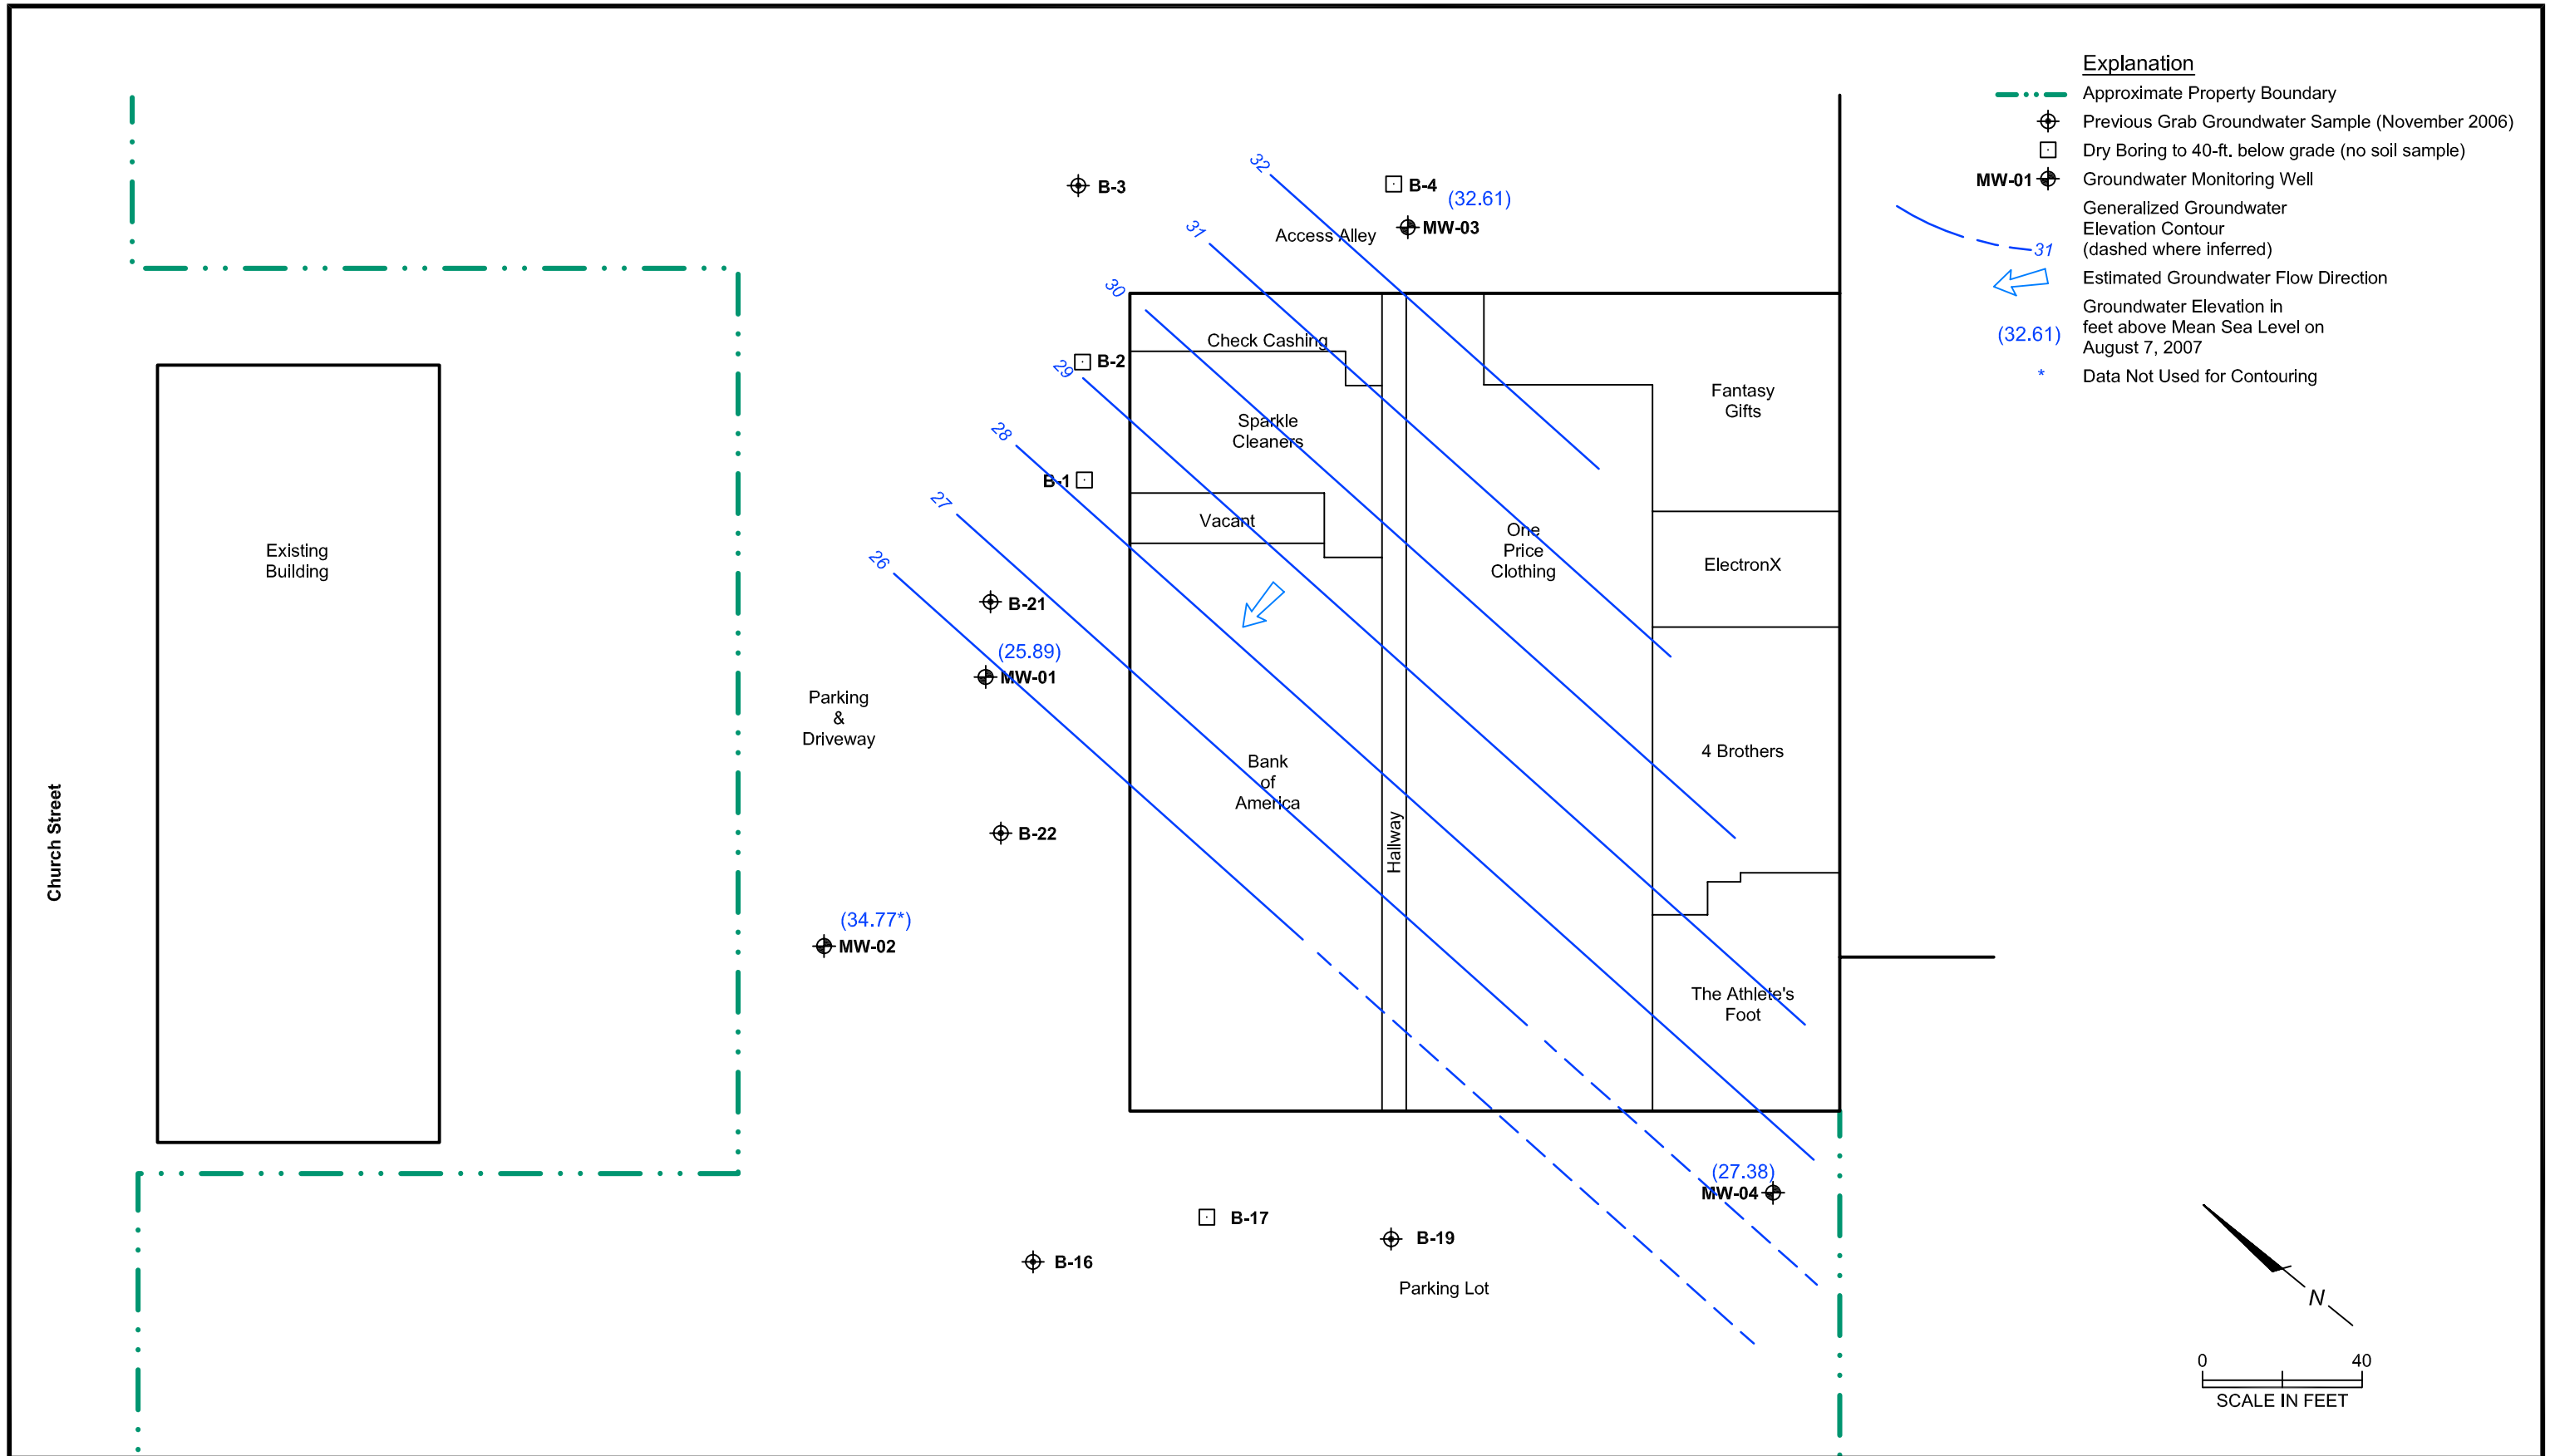 Explanation
Approximate Property Boundary
Previous Grab Groundwater Sample (November 2006)
Dry Boring to 40-ft. below grade (no soil sample)
MW-01 Groundwater Monitoring Well
Generalized Groundwater
Elevation Contour
(dashed where inferred)
31
Estimated Groundwater Flow Direction
(32.61)
Groundwater Elevation in
feet above Mean Sea Level on
August 7, 2007
* Data Not Used for Contouring
32
B-3
B-4
(32.61)
MW-03
Access Alley
31
30
Check Cashing
B-2
29
Fantasy
Gifts
Sparkle
Cleaners
28
B-1
27
Vacant
One
Price
Clothing
ElectronX
Existing
Building
26
B-21
(25.89)
MW-01
Parking
&
Driveway
4 Brothers
Bank
of
America
Hallway
Church Street
B-22
(34.77*)
MW-02
The Athlete's
Foot
(27.38)
MW-04
B-17
B-19
B-16
Parking Lot
N
0 40
SCALE IN FEET